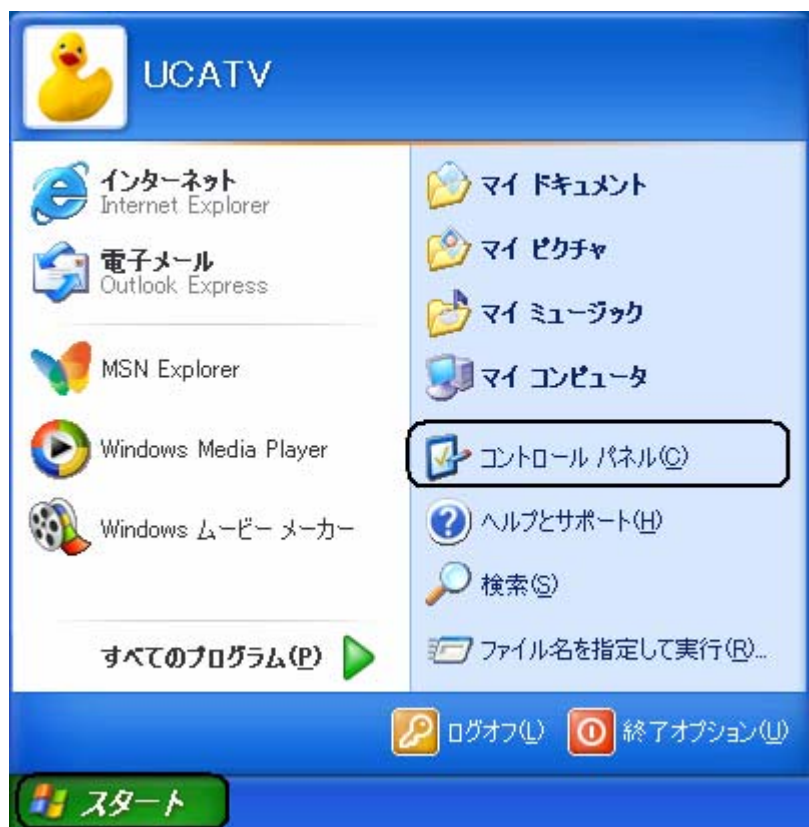 UCATV
インターネット
Internet Explorer
電子メール
Outlook Express
MSN Explorer
Windows Media Player
Windows ムービー メーカー
すべてのプログラム(P)
マイ ドキュメント
マイ ピクチャ
マイ ミュージック
マイ コンピュータ
コントロール パネル(C)
ヘルプとサポート(H)
検索(S)
ファイル名を指定して実行(R)...
ログオフ(L)
終了オプション(U)
スタート